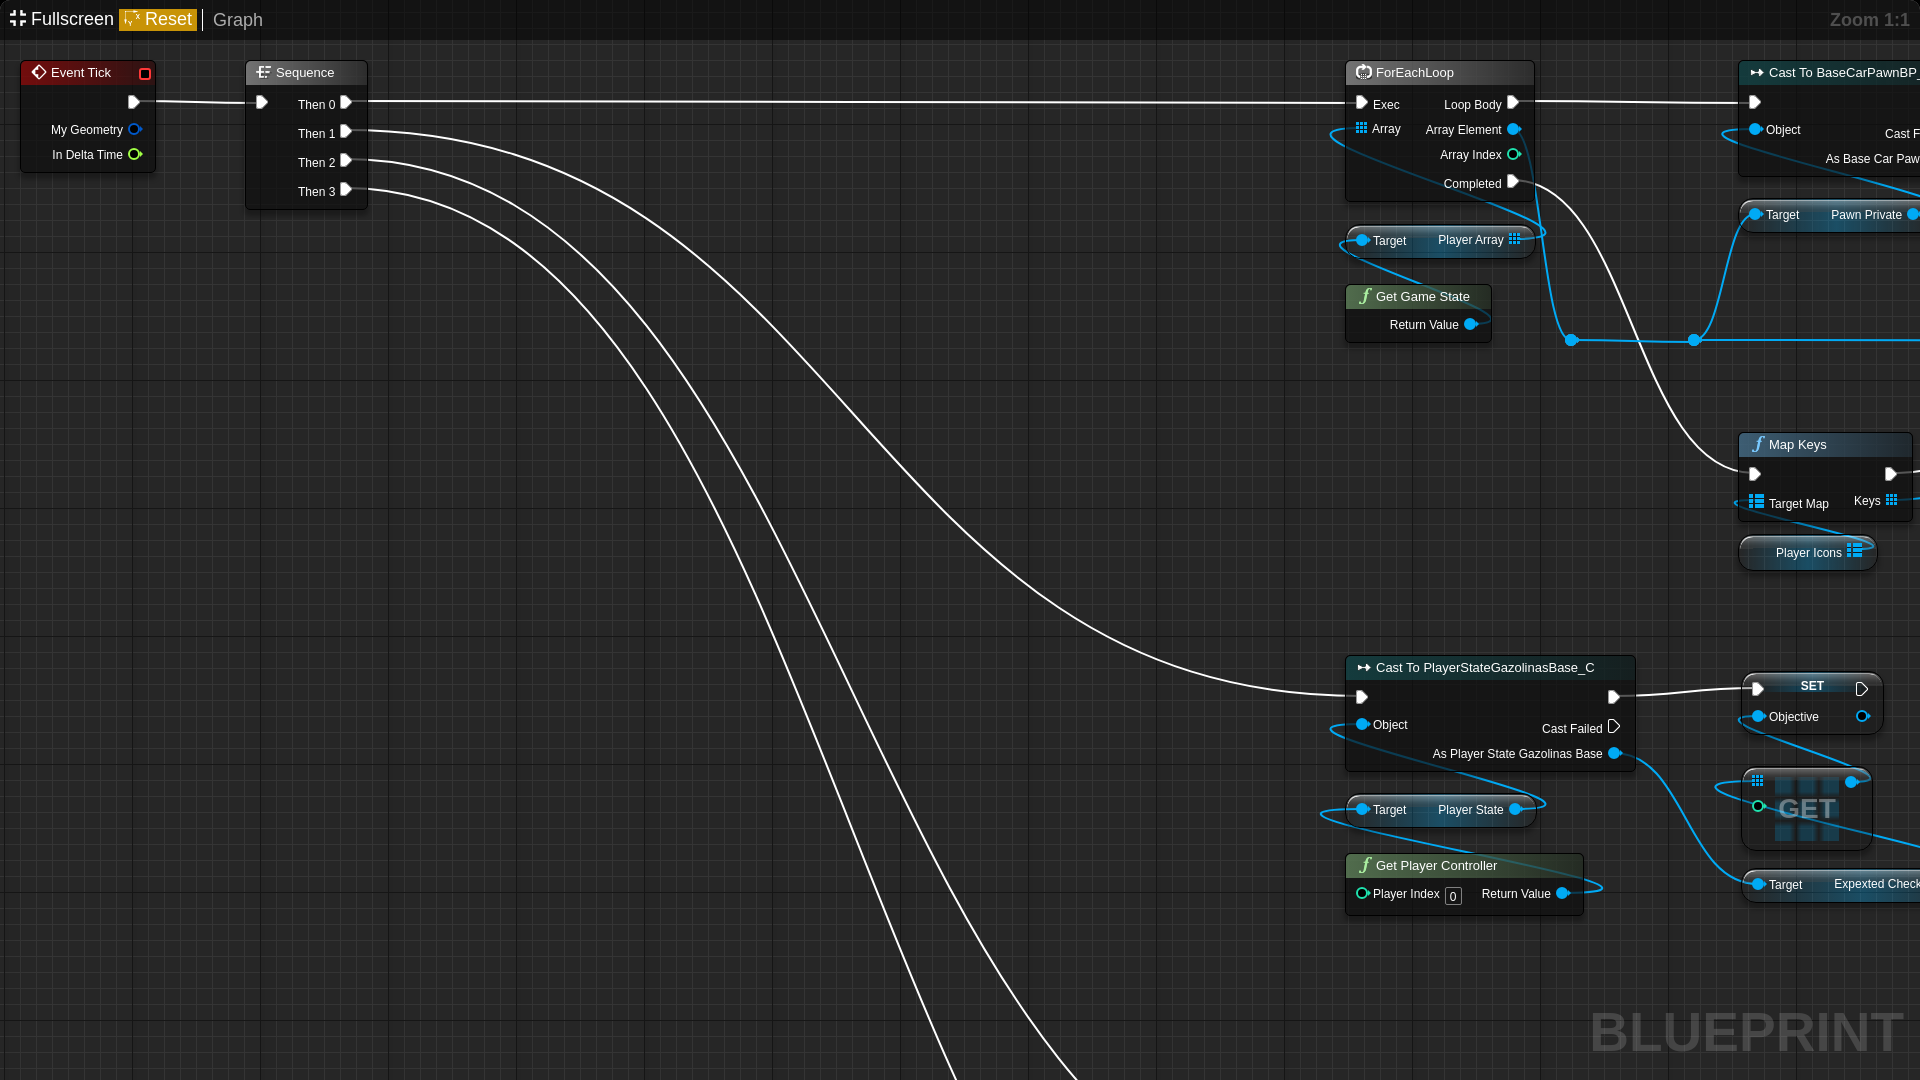 Fullscreen Reset Graph Zoom 1:1
Event Tick
My Geometry
In Delta Time
Sequence
Then 0
Then 1
Then 2
Then 3
ForEachLoop
Exec Loop Body
Array Array Element
Array Index
Completed
Target Player Array
Get Game State
Return Value
Cast To BaseCarPawnBP_
Object Cast F
As Base Car Paw
Target Pawn Private
Map Keys
Target Map Keys
Player Icons
Cast To PlayerStateGazolinasBase_C
Object Cast Failed
As Player State Gazolinas Base
Target Player State
Get Player Controller
Player Index 0 Return Value
SET
Objective
GET
Target Expexted Check
BLUEPRINT